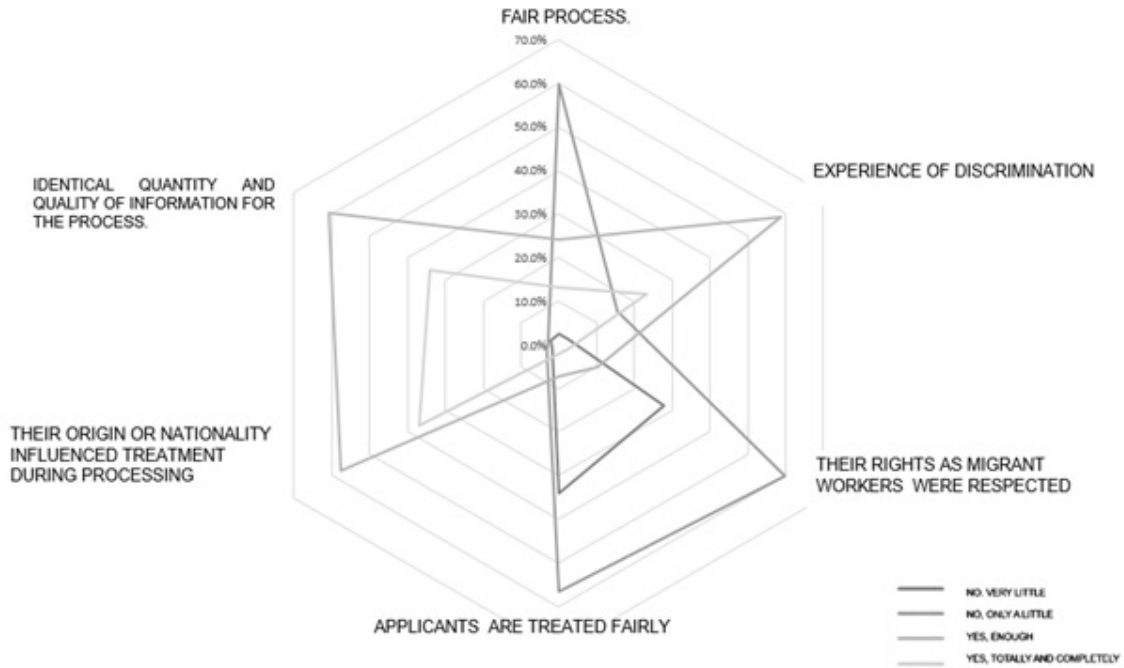 FAIR PROCESS.
70.0%
60.0%
50.0%
40.0%
30.0%
20.0%
10.0%
0.0%
EXPERIENCE OF DISCRIMINATION
IDENTICAL QUANTITY AND
QUALITY OF INFORMATION FOR
THE PROCESS.
THEIR ORIGIN OR NATIONALITY
INFLUENCED TREATMENT
DURING PROCESSING
THEIR RIGHTS AS MIGRANT
WORKERS WERE RESPECTED
APPLICANTS ARE TREATED FAIRLY
NO. VERY LITTLE
NO, ONLY A LITTLE
YES, ENOUGH
YES, TOTALLY AND COMPLETELY